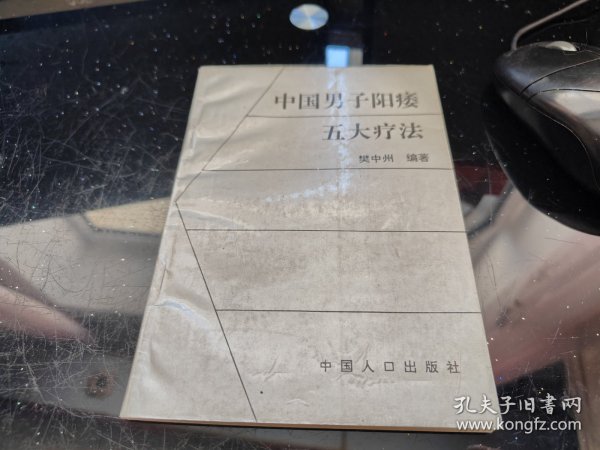 中国男子阳痿
五大疗法
樊中州 编著
中国人口出版社
孔夫子旧書网
www.kongfz.com